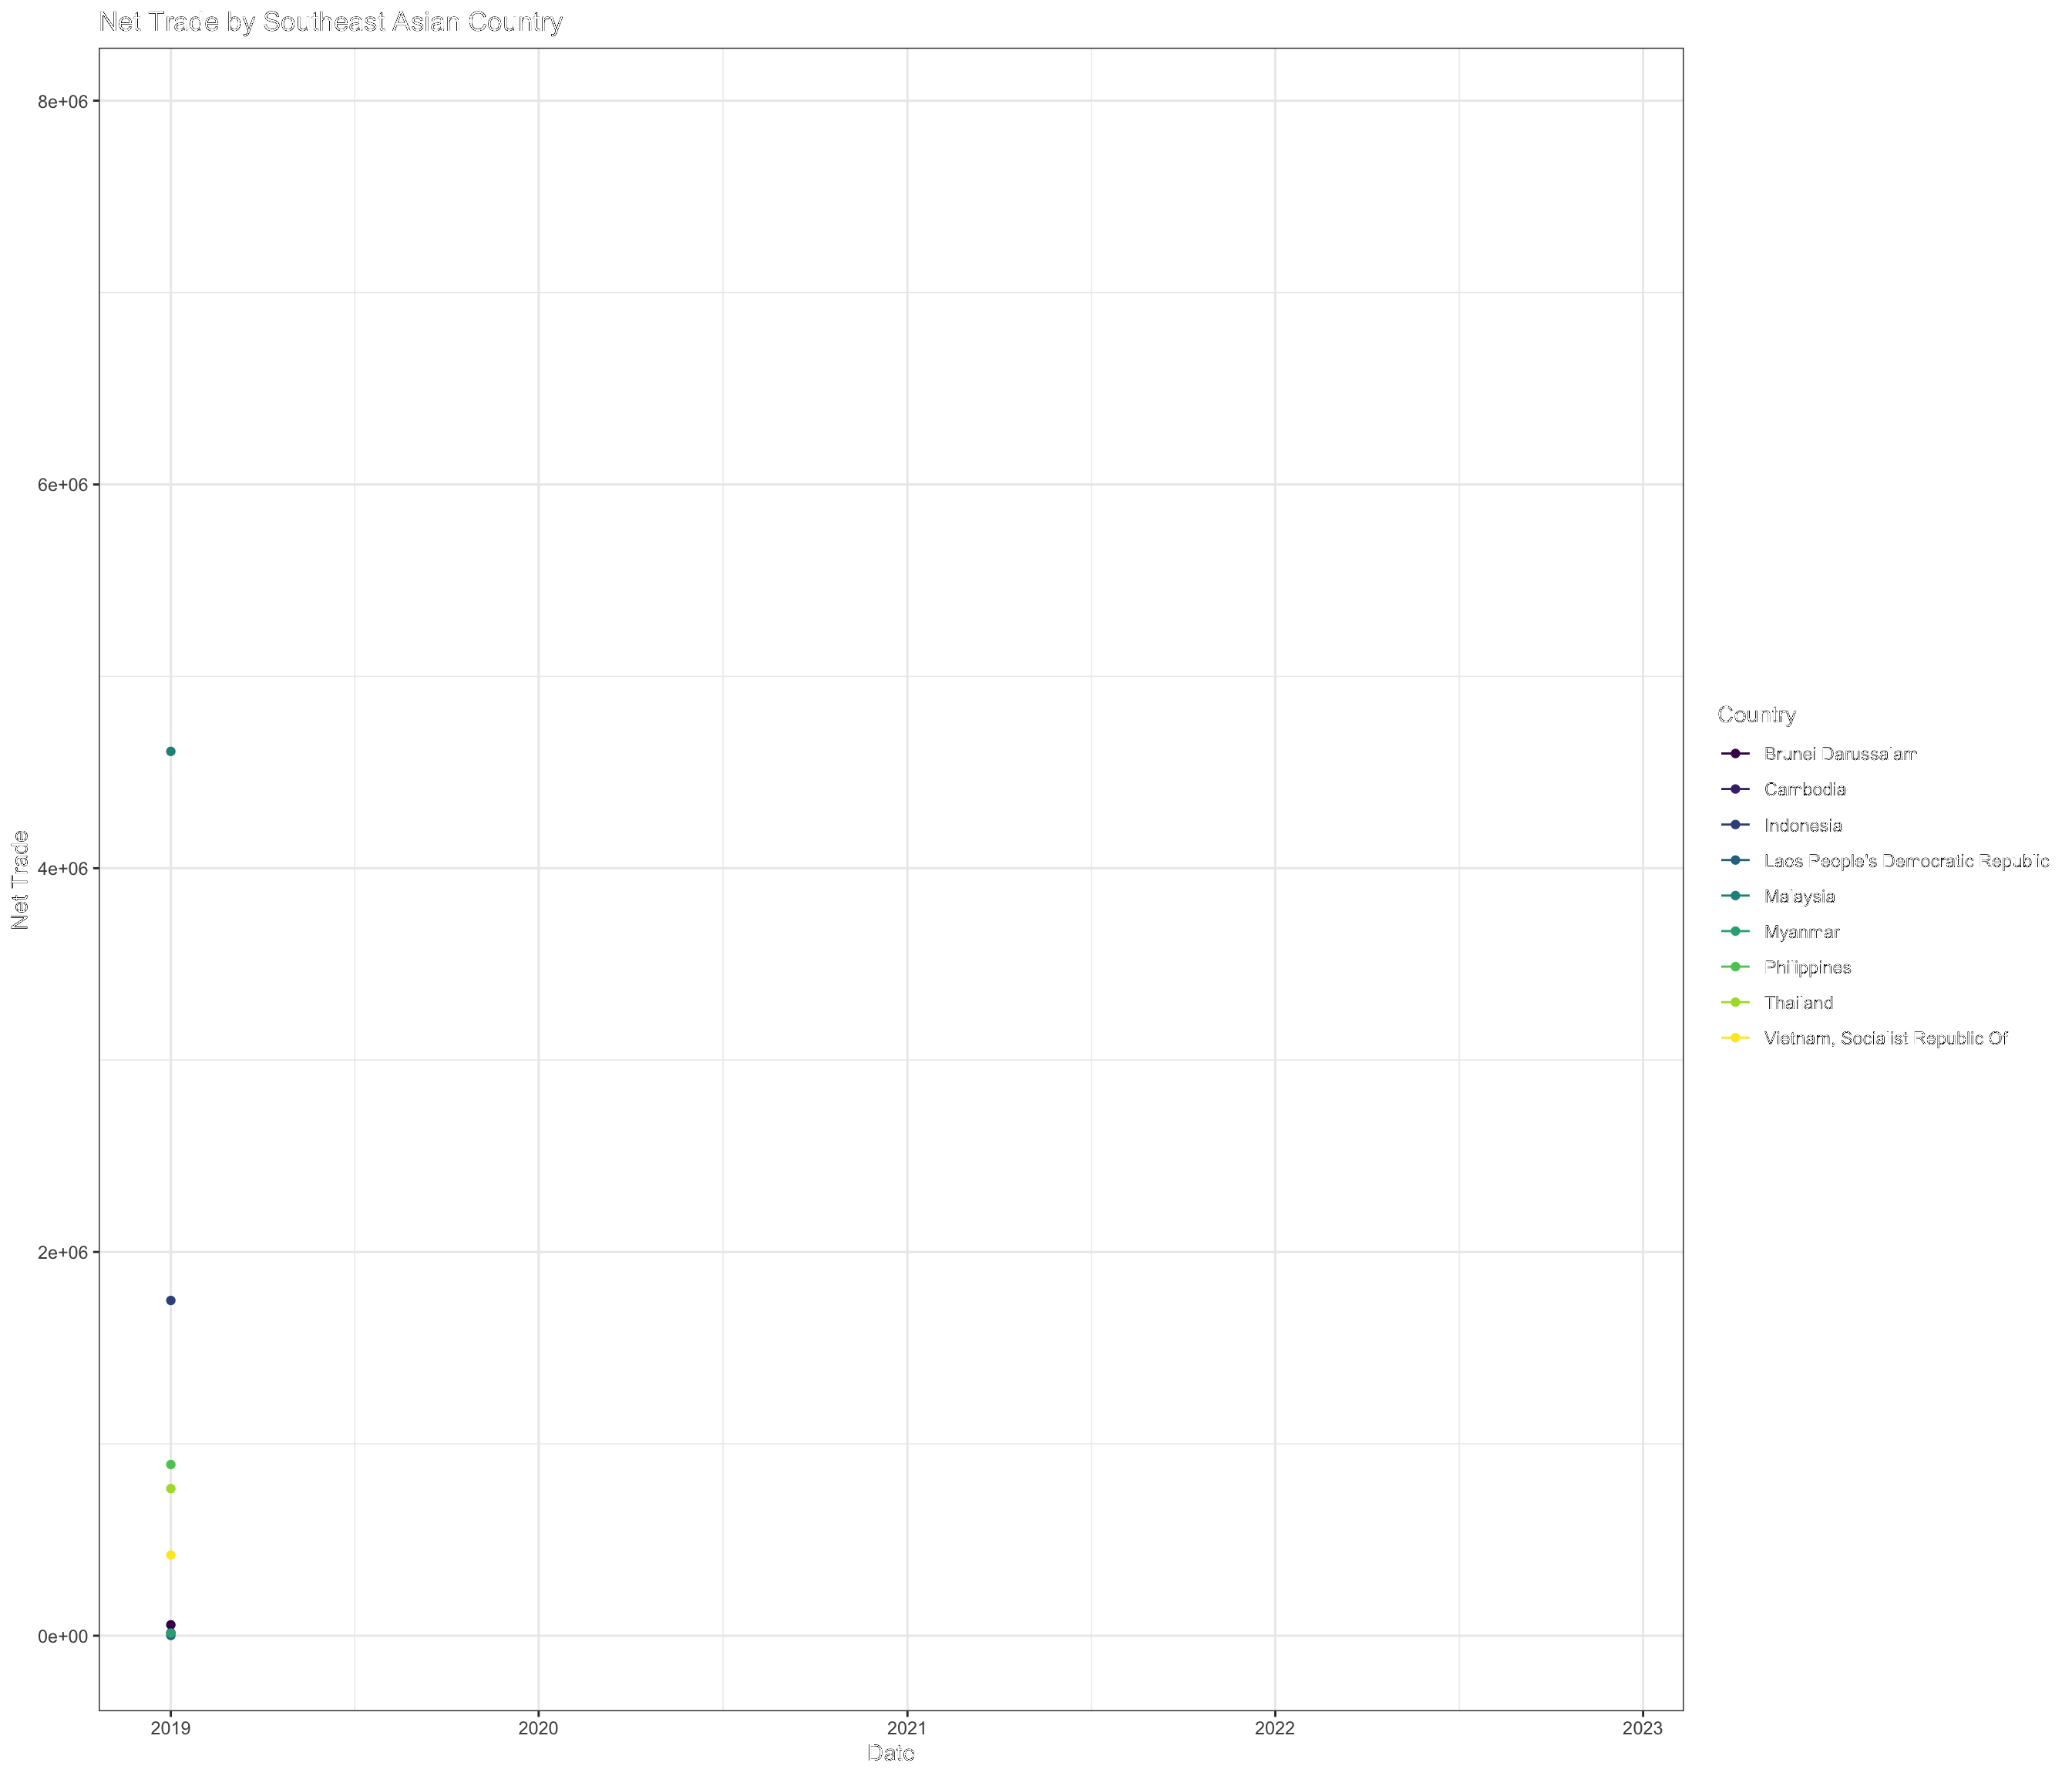 Net Trade by Southeast Asian Country
8e+06
6e+06
4e+06
2e+06
0e+00
Net Trade
2019
2020
2021
2022
2023
Date
Country
Brunei Darussalam
Cambodia
Indonesia
Laos People's Democratic Republic
Malaysia
Myanmar
Philippines
Thailand
Vietnam, Socialist Republic Of